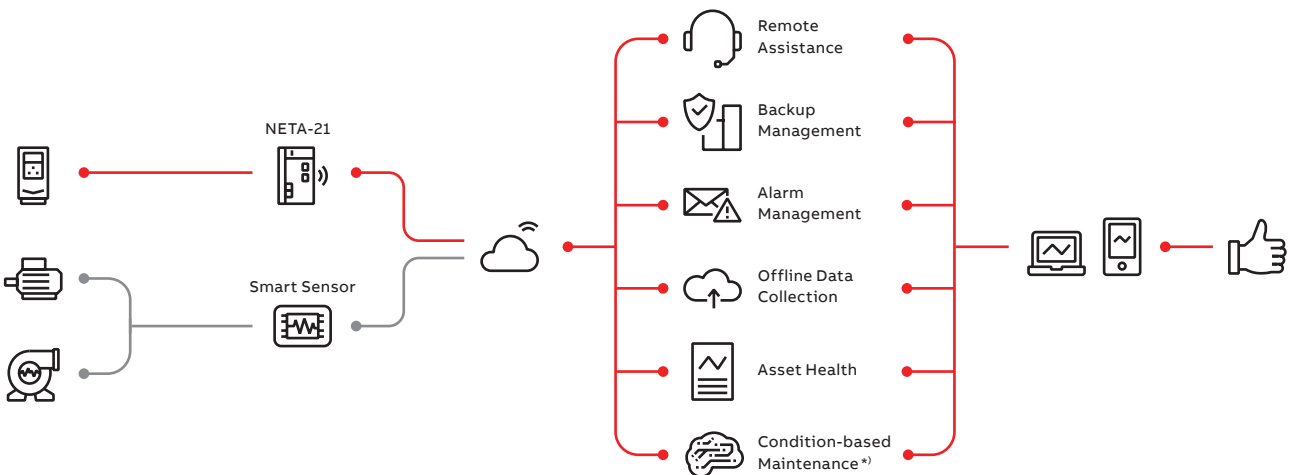 NETA-21
Smart Sensor
Remote
Assistance
Backup
Management
Alarm
Management
Offline Data
Collection
Asset Health
Condition-based
Maintenance *)